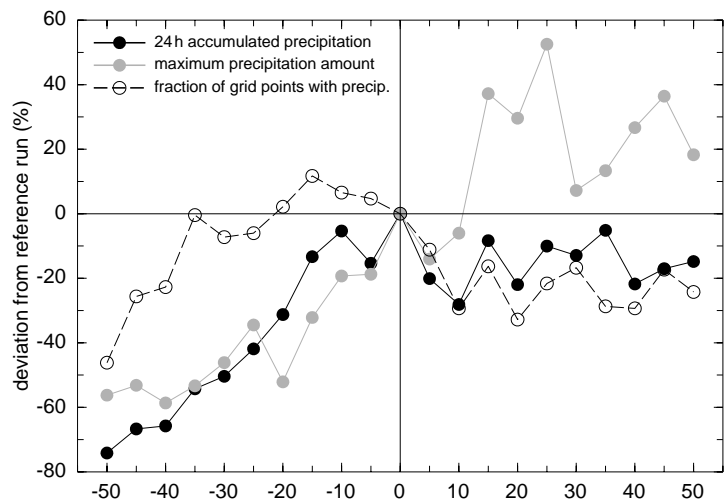 60
40
20
0
-20
-40
-60
-80
deviation from reference run (%)
24h accumulated precipitation
maximum precipitation amount
fraction of grid points with precip.
-50 -40 -30 -20 -10 0 10 20 30 40 50